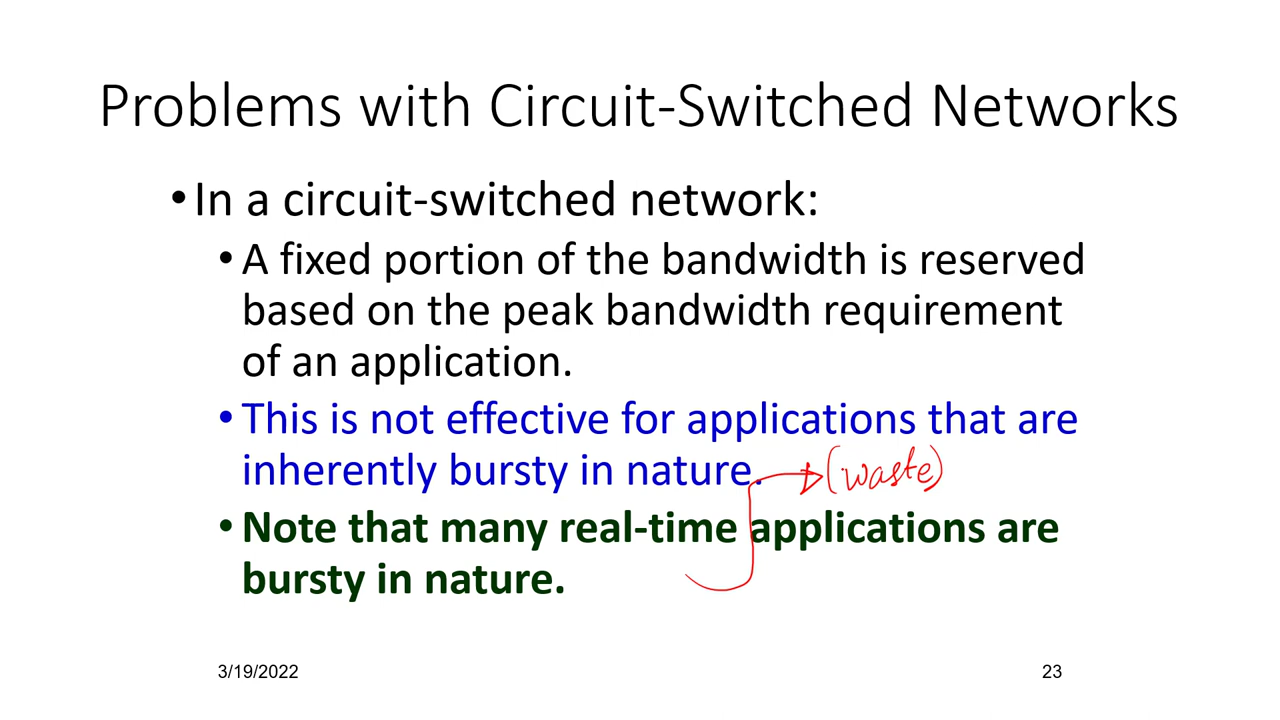 Problems with Circuit-Switched Networks
• In a circuit-switched network:
• A fixed portion of the bandwidth is reserved
based on the peak bandwidth requirement
of an application.
• This is not effective for applications that are
inherently bursty in nature.
(waste)
• Note that many real-time applications are
bursty in nature.
3/19/2022
23